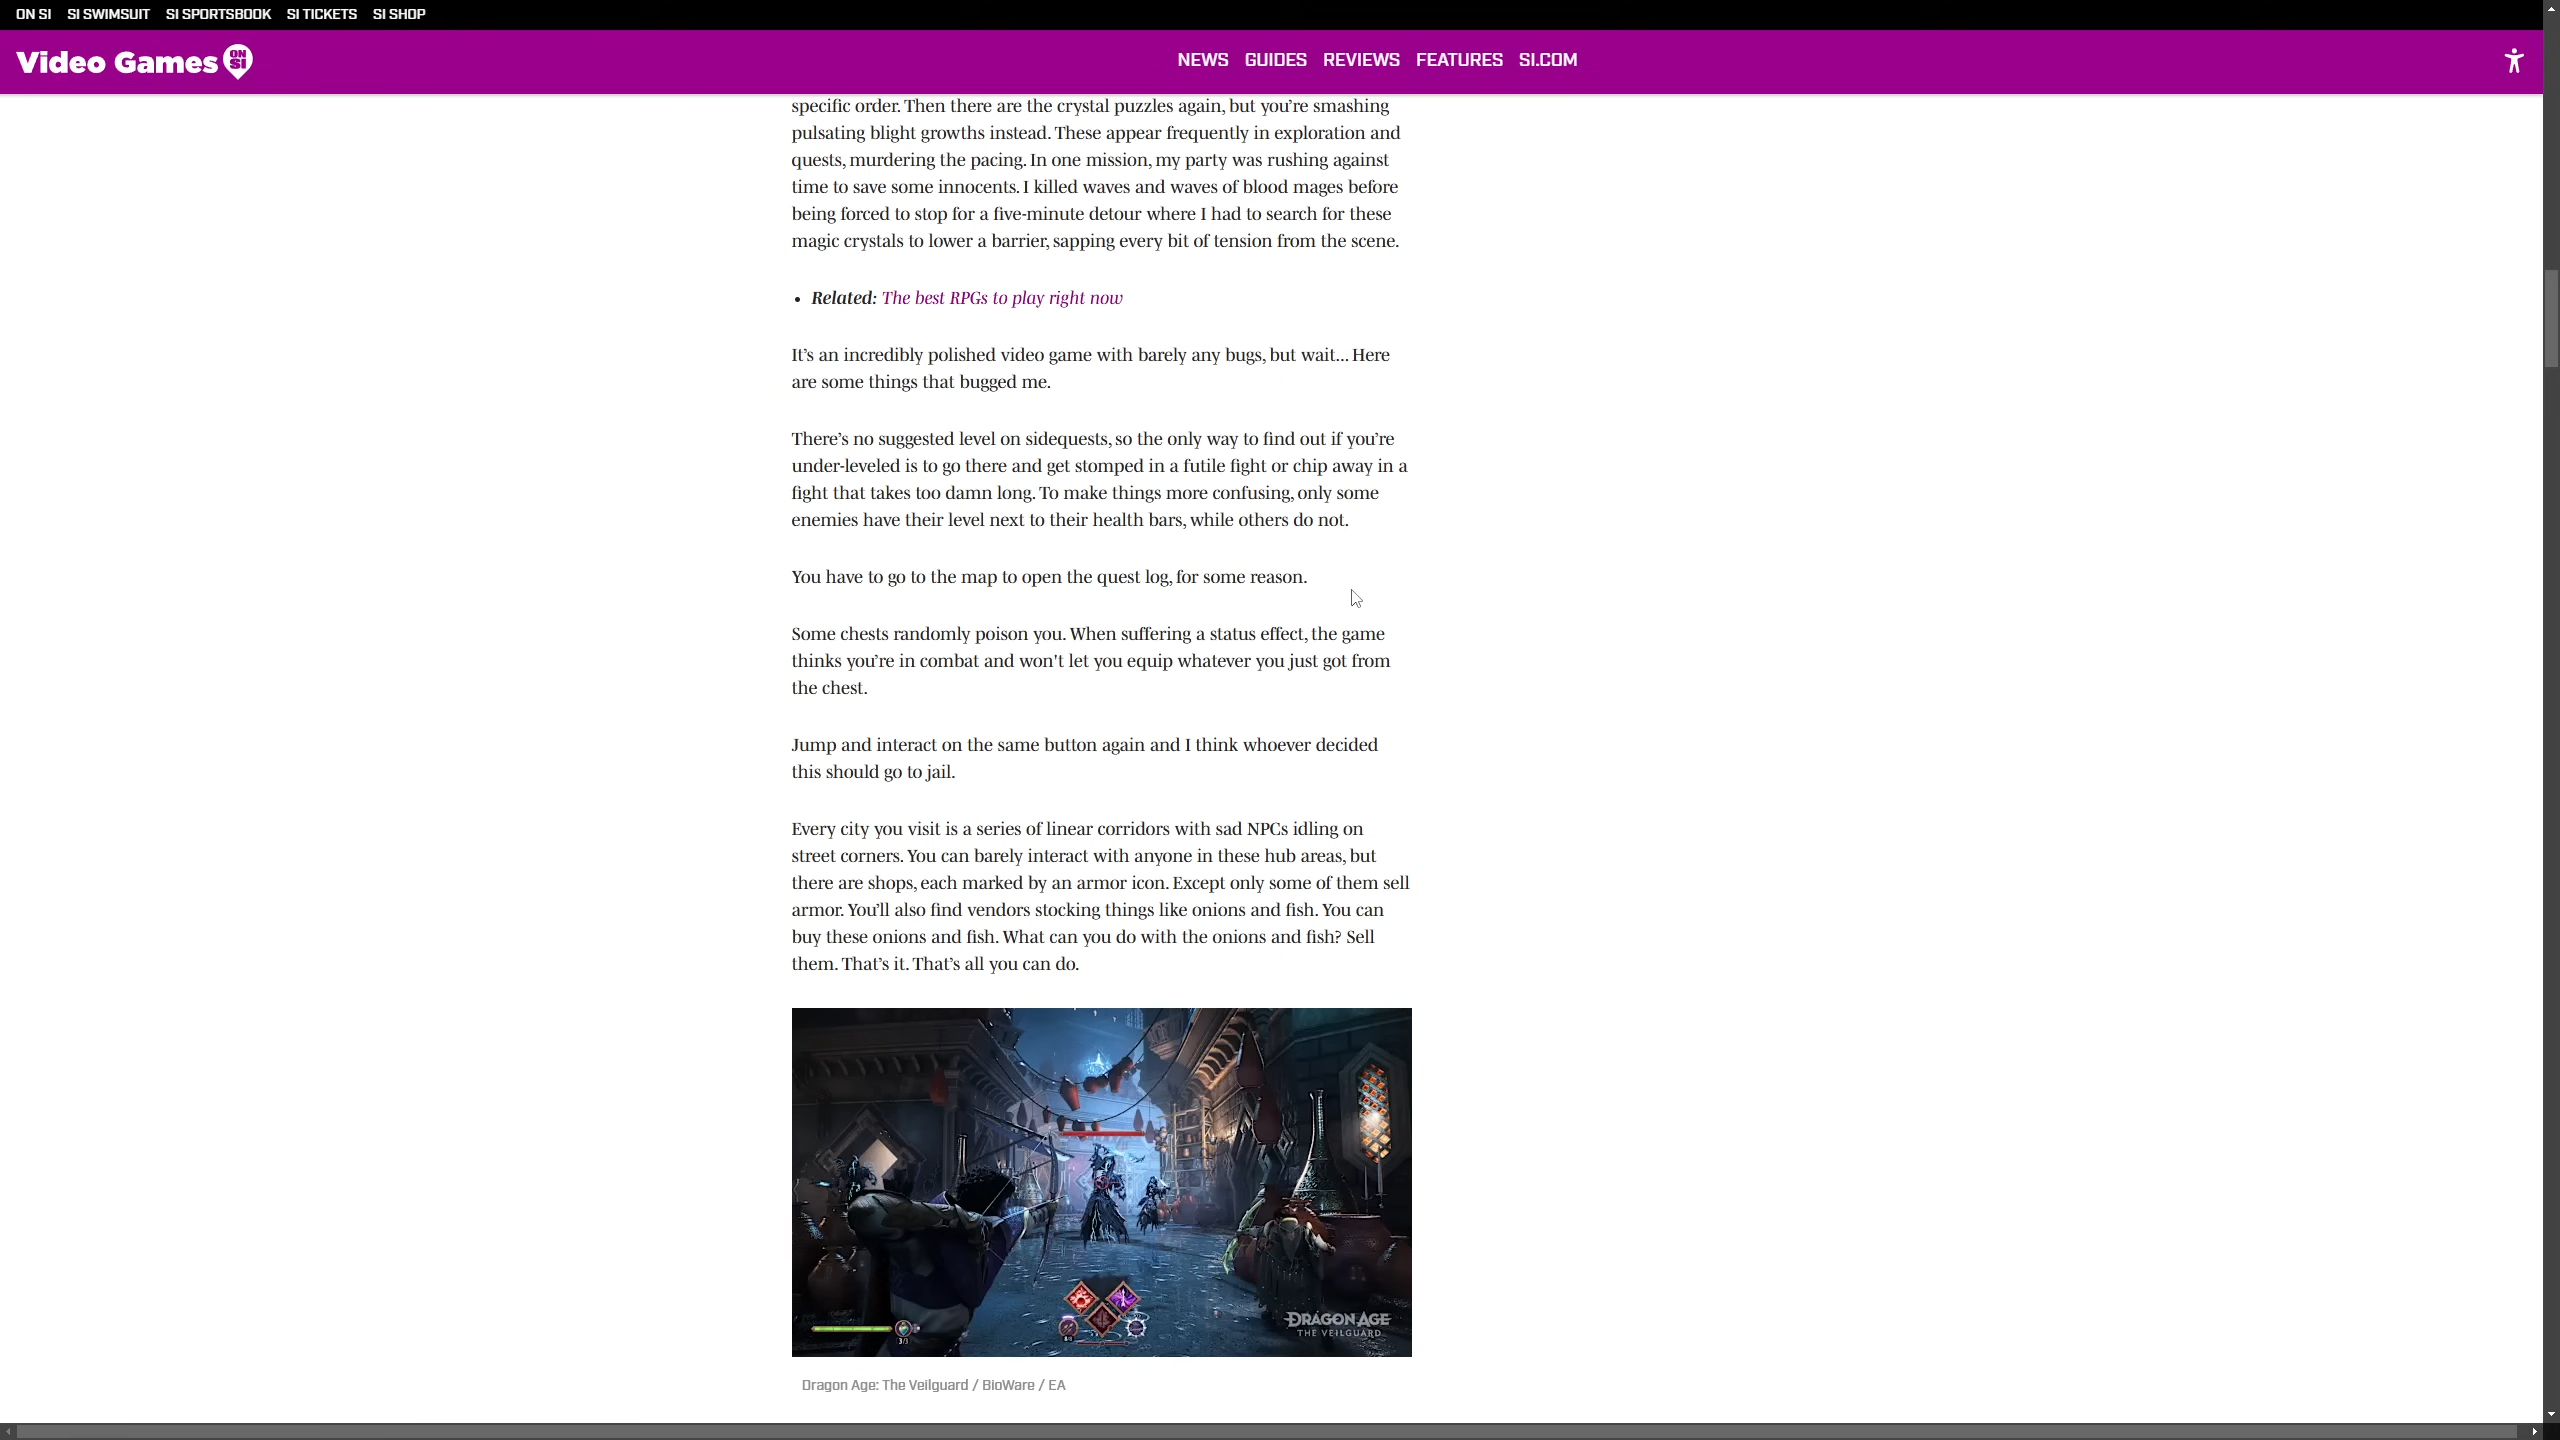 ON SI SI SWIMSUIT SI SPORTSBOOK SI TICKETS SI SHOP
Video Games ON SI NEWS GUIDES REVIEWS FEATURES SI.COM
specific order. Then there are the crystal puzzles again, but you’re smashing
pulsating blight growths instead. These appear frequently in exploration and
quests, murdering the pacing. In one mission, my party was rushing against
time to save some innocents. I killed waves and waves of blood mages before
being forced to stop for a five-minute detour where I had to search for these
magic crystals to lower a barrier, sapping every bit of tension from the scene.
• Related: The best RPGs to play right now
It’s an incredibly polished video game with barely any bugs, but wait... Here
are some things that bugged me.
There’s no suggested level on sidequests, so the only way to find out if you’re
under-leveled is to go there and get stomped in a futile fight or chip away in a
fight that takes too damn long. To make things more confusing, only some
enemies have their level next to their health bars, while others do not.
You have to go to the map to open the quest log, for some reason.
Some chests randomly poison you. When suffering a status effect, the game
thinks you’re in combat and won't let you equip whatever you just got from
the chest.
Jump and interact on the same button again and I think whoever decided
this should go to jail.
Every city you visit is a series of linear corridors with sad NPCs idling on
street corners. You can barely interact with anyone in these hub areas, but
there are shops, each marked by an armor icon. Except only some of them sell
armor. You’ll also find vendors stocking things like onions and fish. You can
buy these onions and fish. What can you do with the onions and fish? Sell
them. That’s it. That’s all you can do.
DRAGON AGE
THE VEILGUARD
3/3
Dragon Age: The Veilguard / BioWare / EA